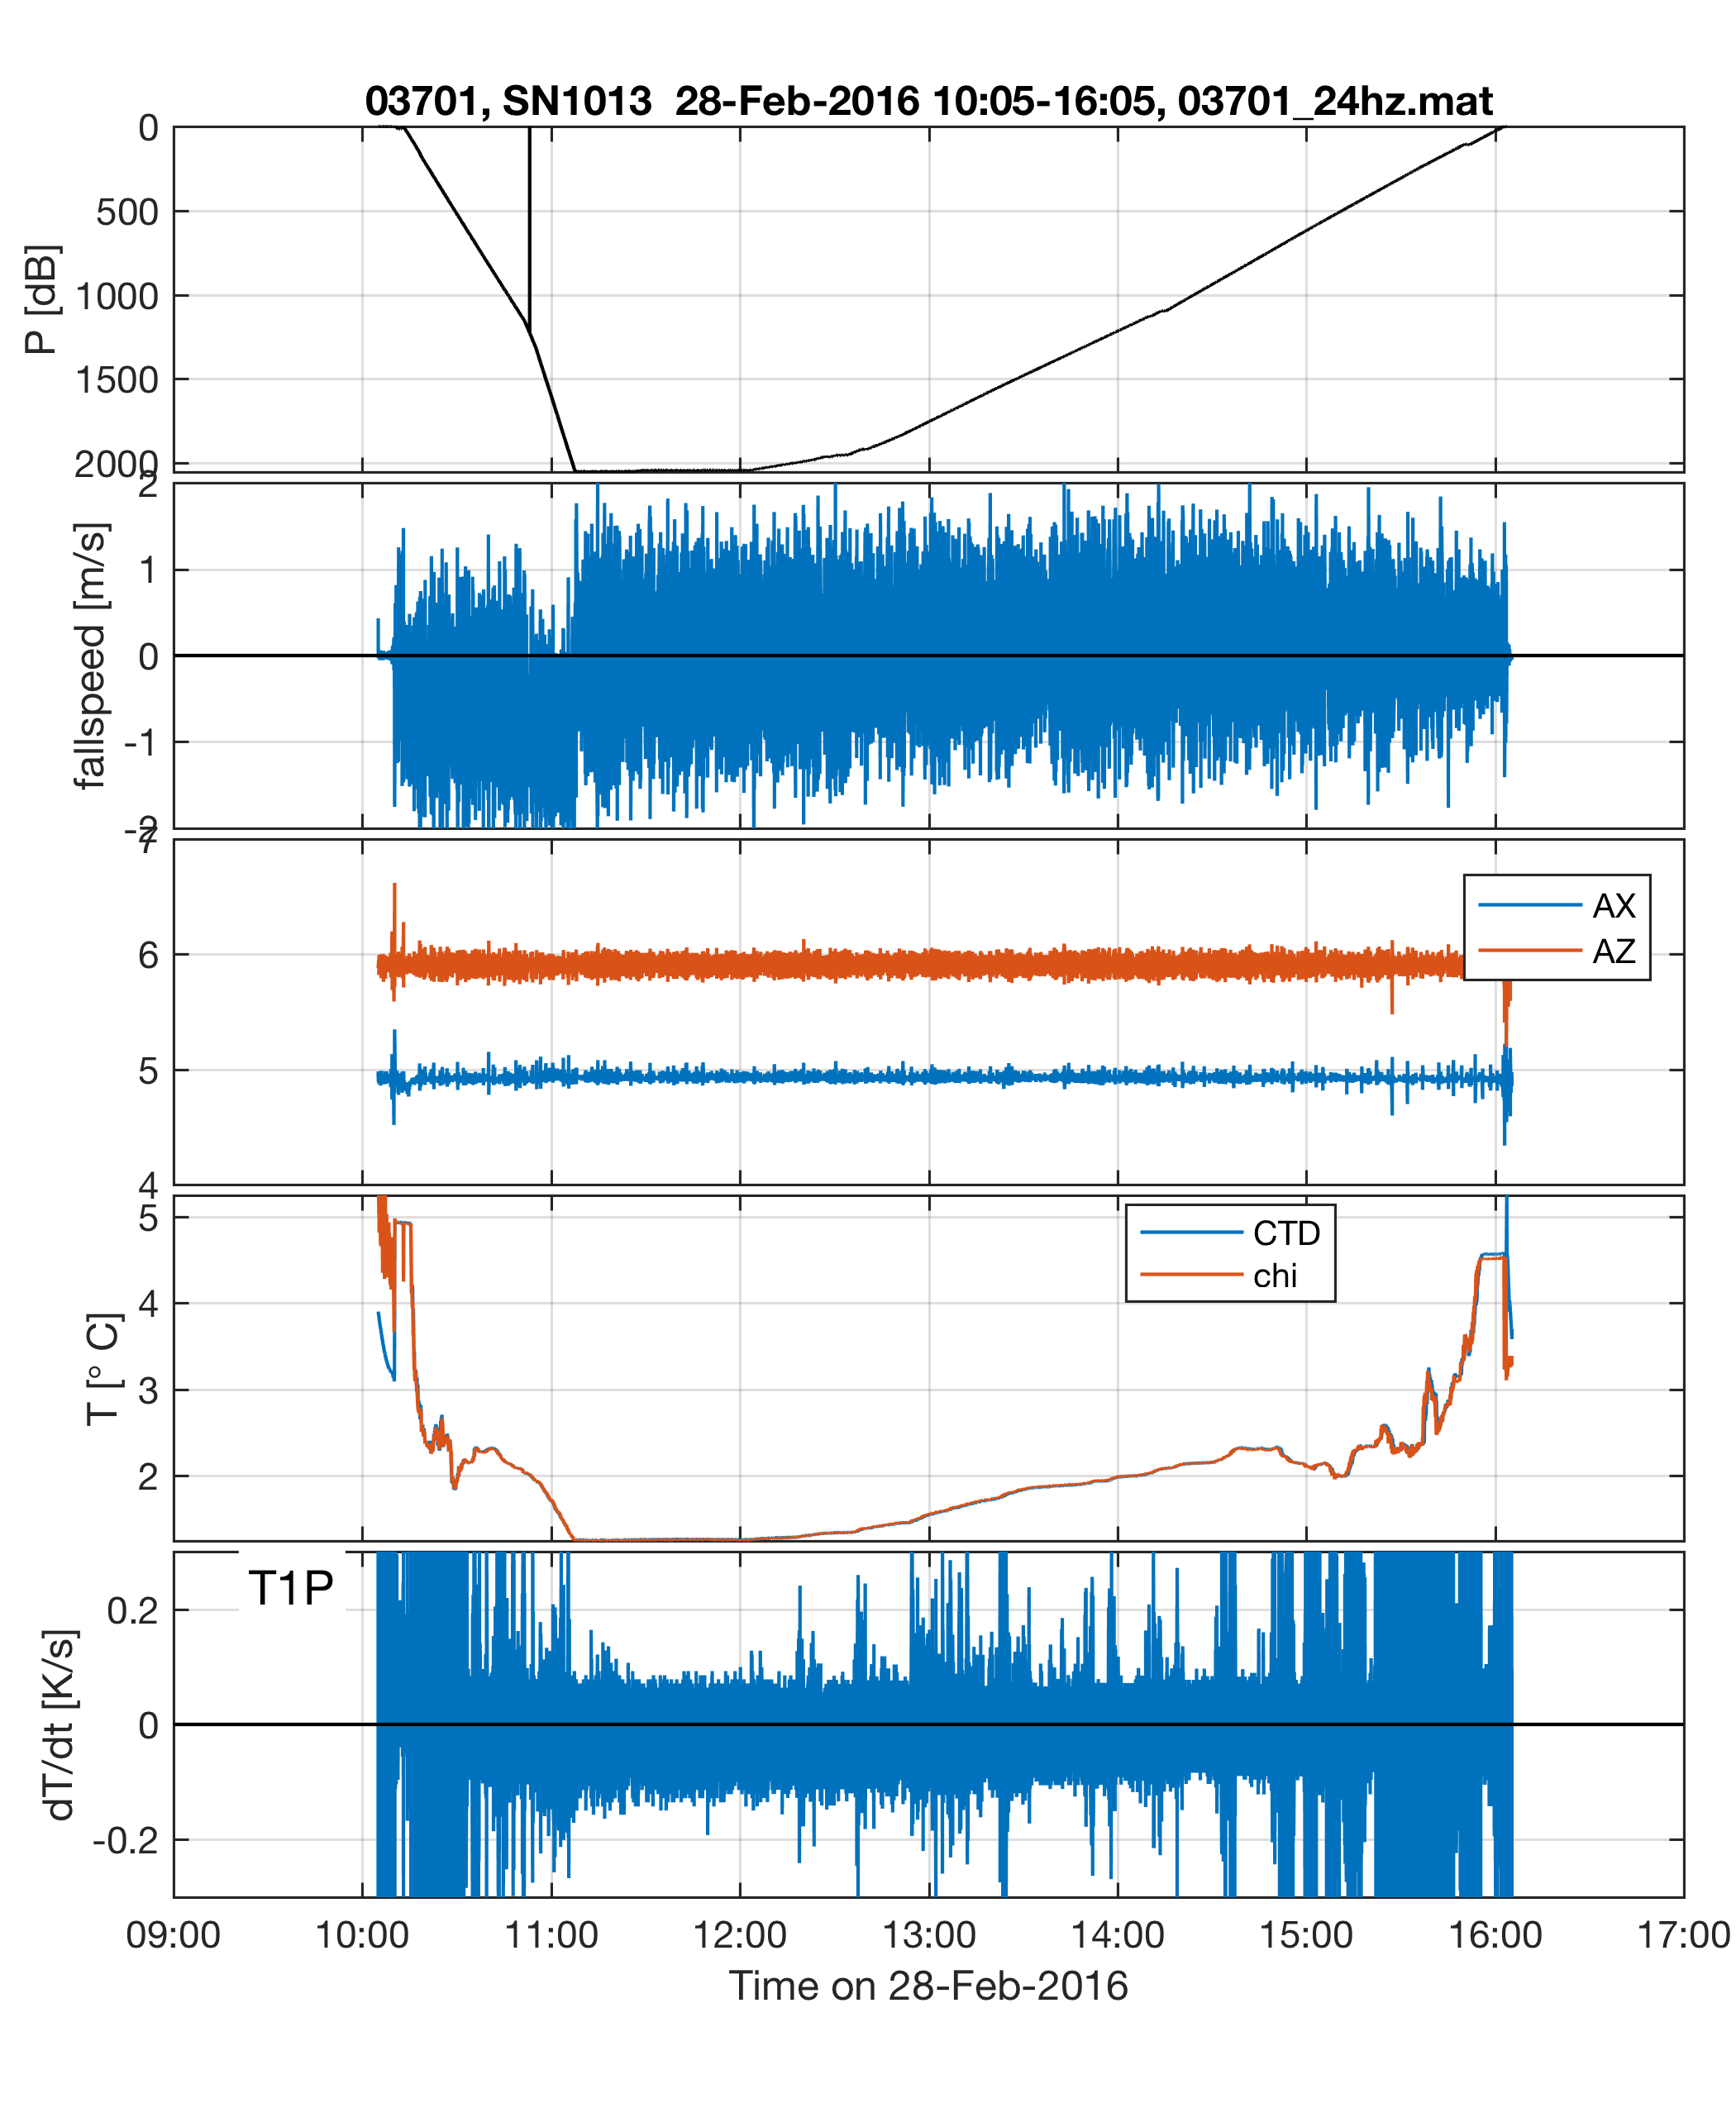 03701, SN1013  28-Feb-2016 10:05-16:05, 03701_24hz.mat
0
500
1000
1500
2000
P [dB]
2
1
0
-1
-2
fallspeed [m/s]
7
6
5
4
AX
AZ
5
4
3
2
T [° C]
CTD
chi
T1P
0.2
0
-0.2
dT/dt [K/s]
09:00 10:00 11:00 12:00 13:00 14:00 15:00 16:00 17:00
Time on 28-Feb-2016